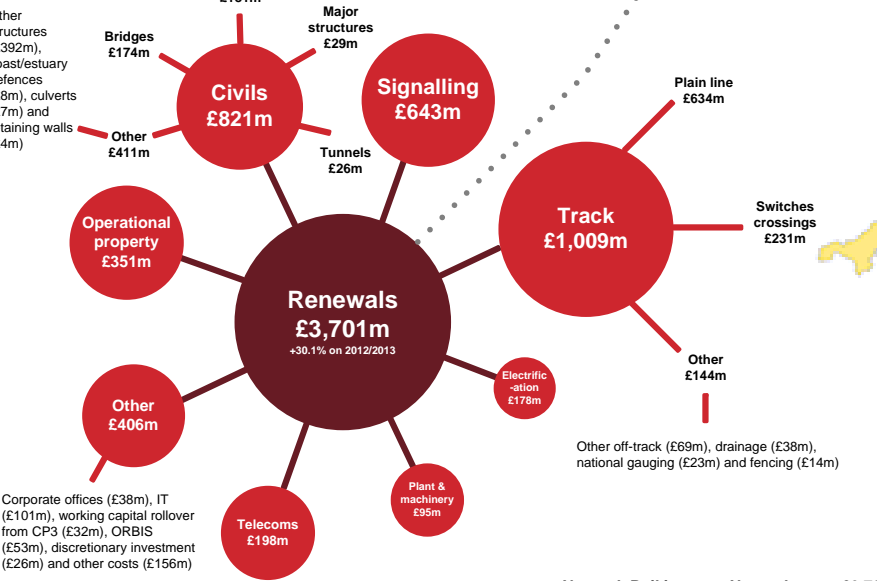 Major
structures
£29m
Bridges
£174m
Civils
£821m
Signalling
£643m
(£392m),
and
Other
£411m
Tunnels
£26m
Plain line
£634m
Operational
property
£351m
Track
£1,009m
Switches
crossings
£231m
Renewals
£3,701m
+30.1% on 2012/2013
Other
£144m
Electrific
-ation
£178m
Other
£406m
Other off-track (£69m), drainage (£38m),
national gauging (£23m) and fencing (£14m)
Plant &
machinery
£95m
Corporate offices (£38m), IT
(£101m), working capital rollover
from CP3 (£32m), ORBIS
(£53m), discretionary investment
(£26m) and other costs (£156m)
Telecoms
£198m